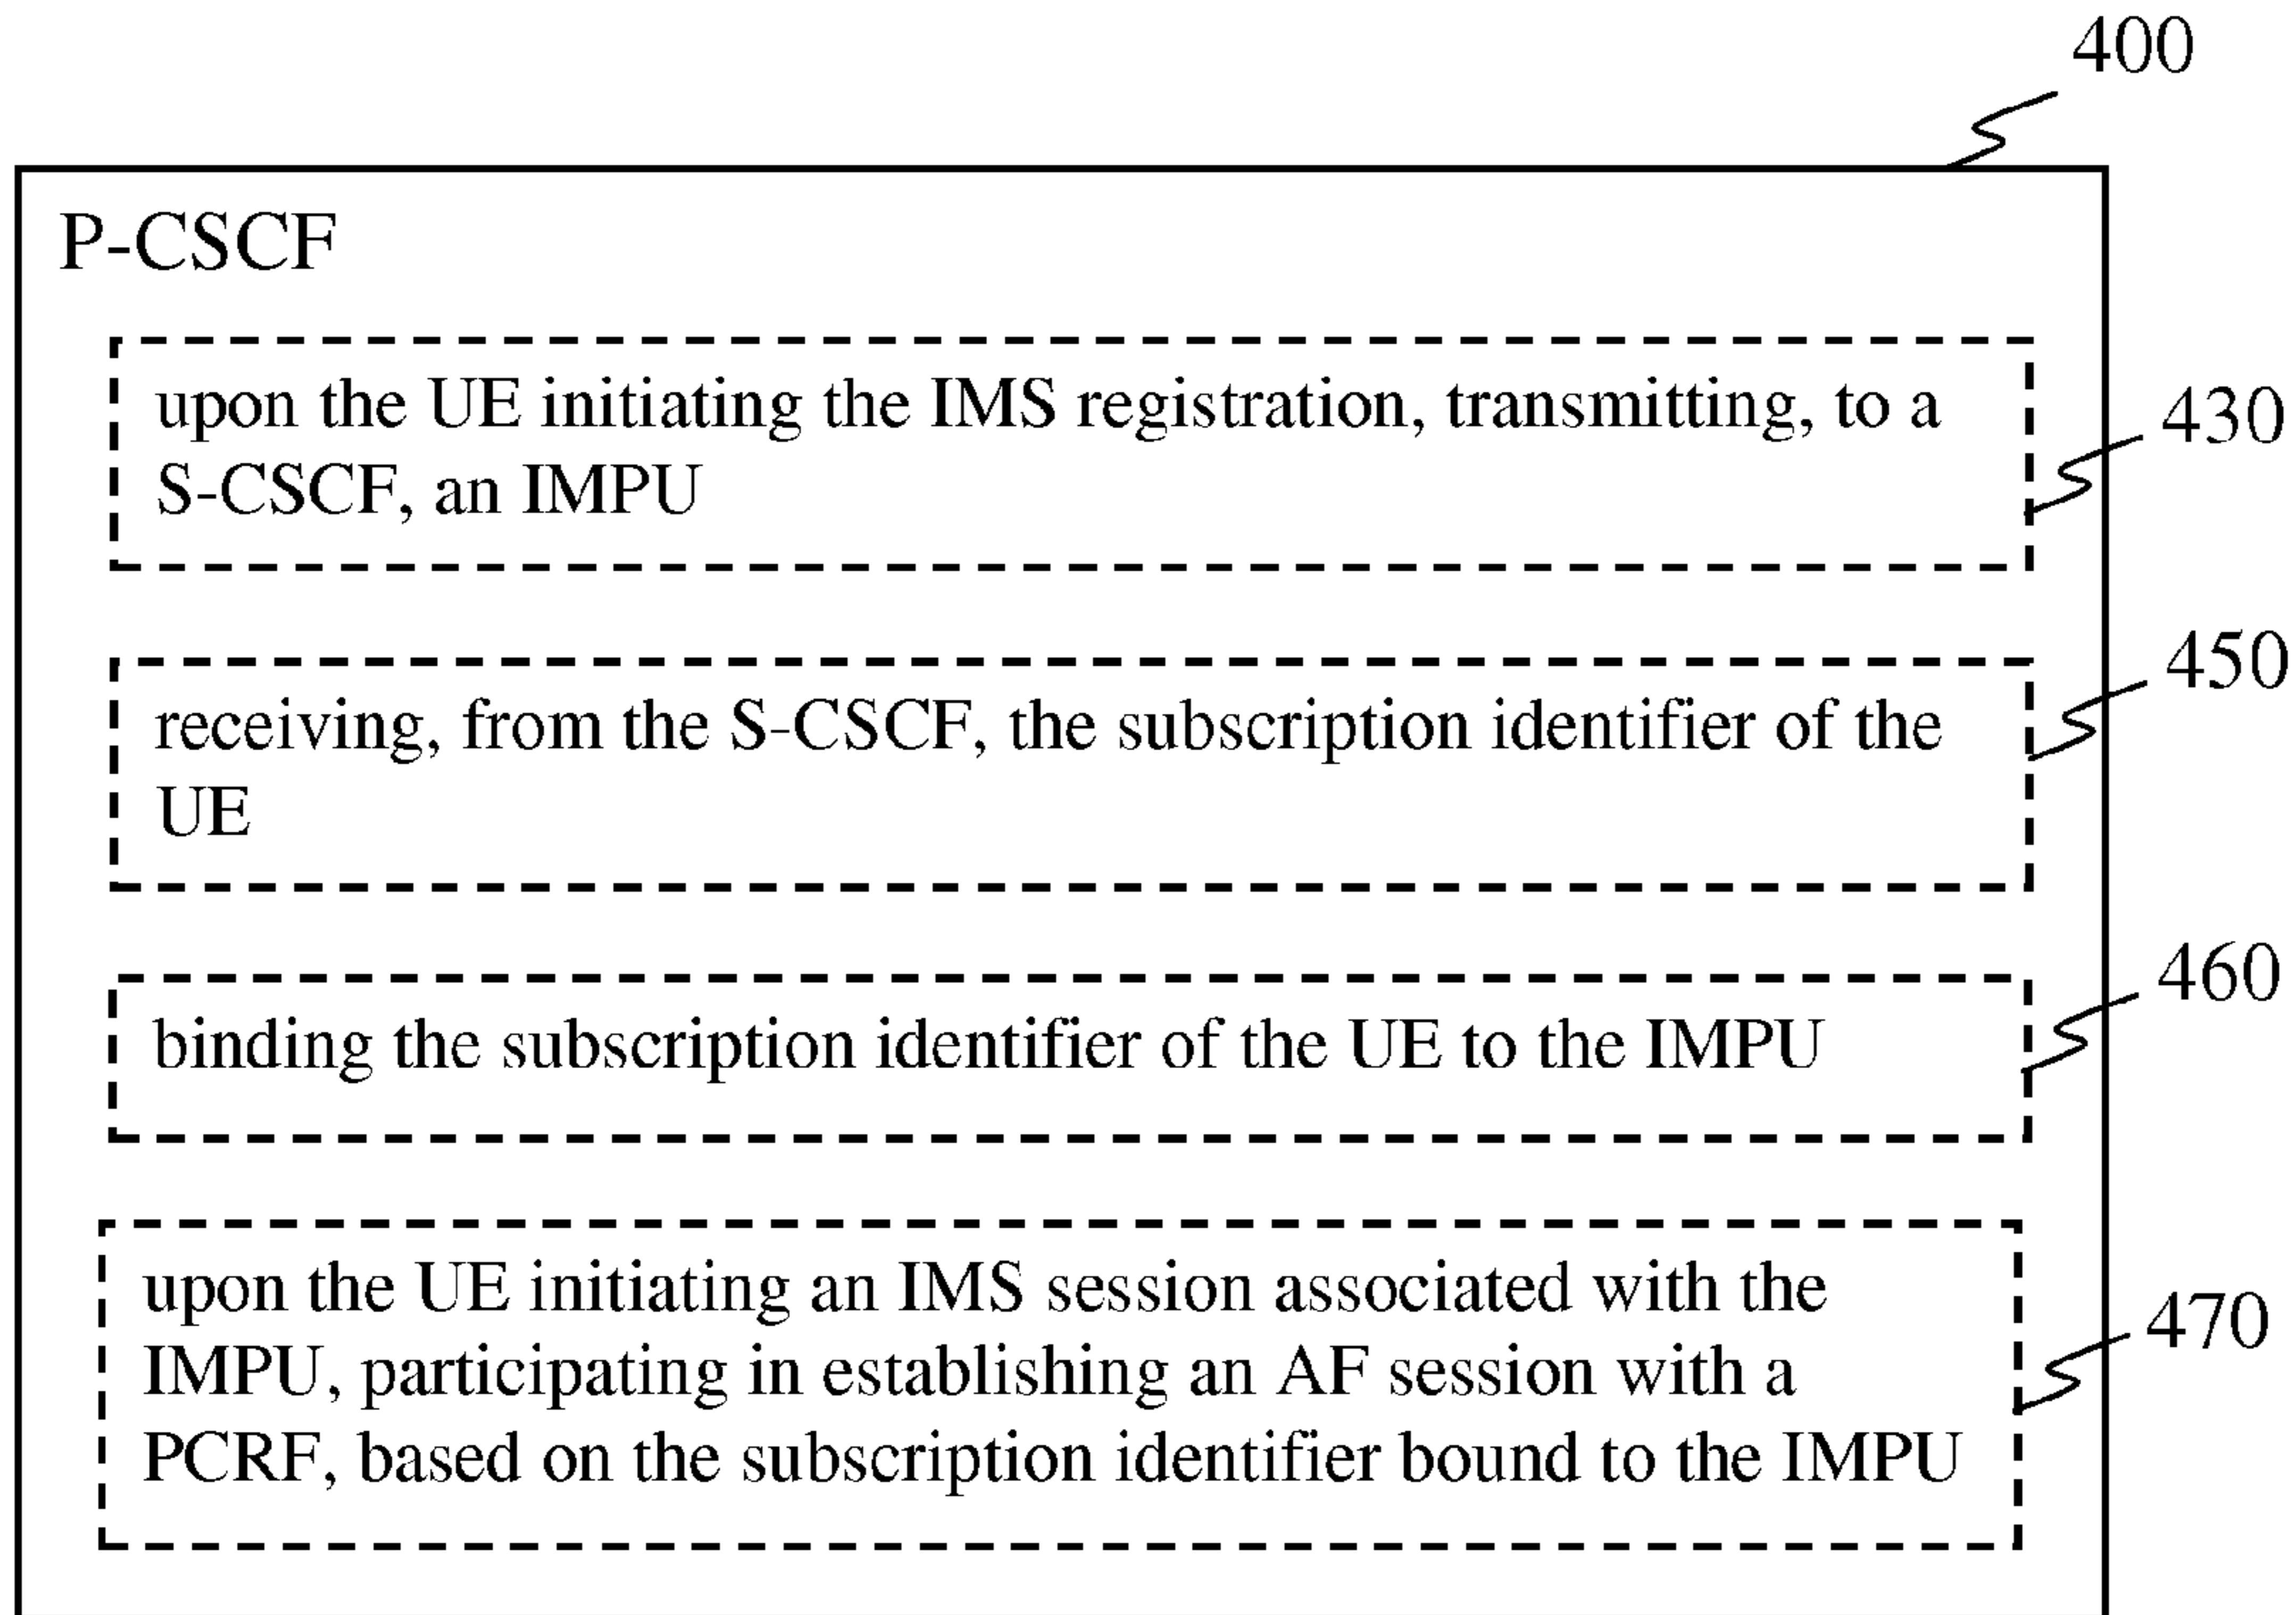 400
P-CSCF
upon the UE initiating the IMS registration, transmitting, to a
S-CSCF, an IMPU
430
receiving, from the S-CSCF, the subscription identifier of the
UE
450
binding the subscription identifier of the UE to the IMPU
460
upon the UE initiating an IMS session associated with the
IMPU, participating in establishing an AF session with a
PCRF, based on the subscription identifier bound to the IMPU
470